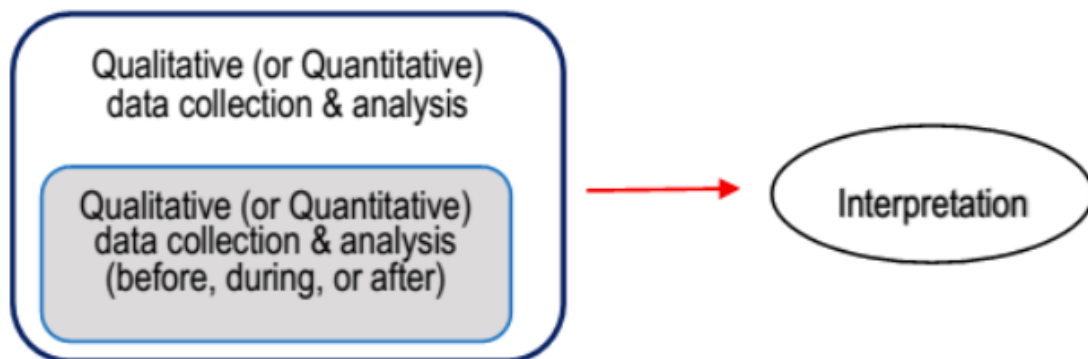 Qualitative (or Quantitative)
data collection & analysis
Qualitative (or Quantitative)
data collection & analysis
(before, during, or after)
Interpretation